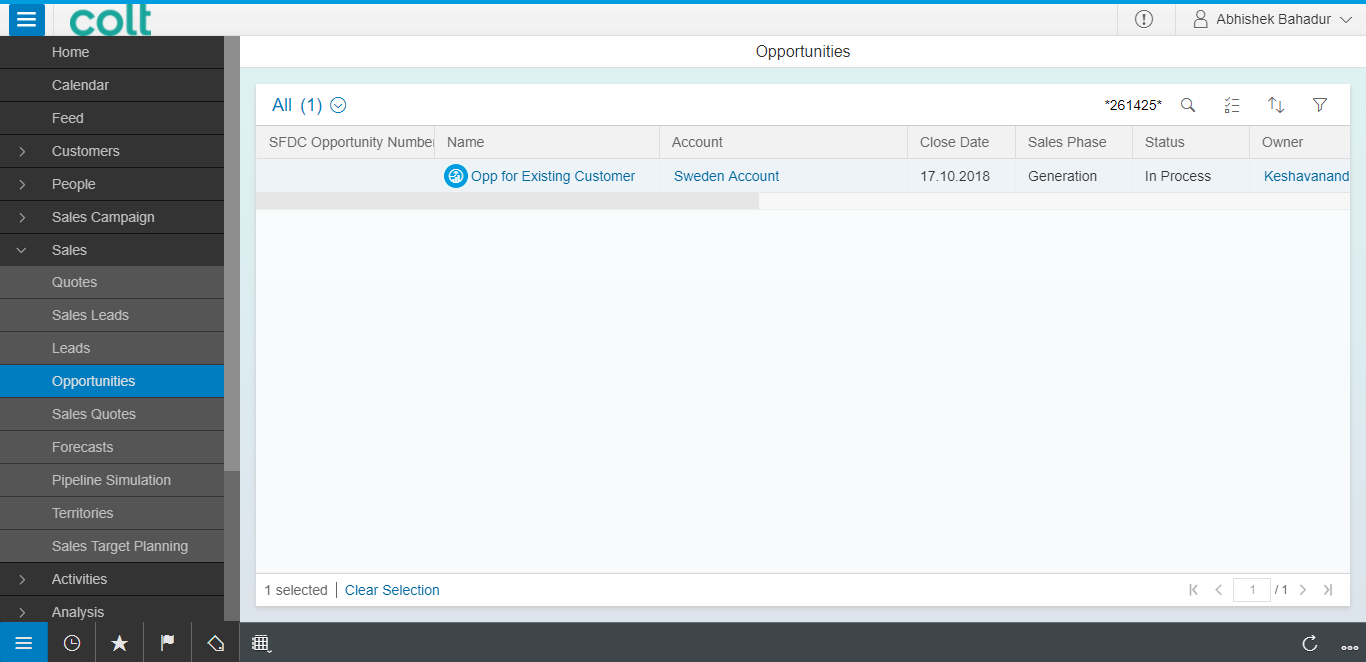 colt
Abhishek Bahadur
Home
Calendar
Feed
Customers
People
Sales Campaign
Sales
Quotes
Sales Leads
Leads
Opportunities
Sales Quotes
Forecasts
Pipeline Simulation
Territories
Sales Target Planning
Activities
Analysis
Opportunities
All (1)
*261425*
SFDC Opportunity Number Name Account Close Date Sales Phase Status Owner
Opp for Existing Customer Sweden Account 17.10.2018 Generation In Process Keshavanand
1 selected Clear Selection
1 / 1